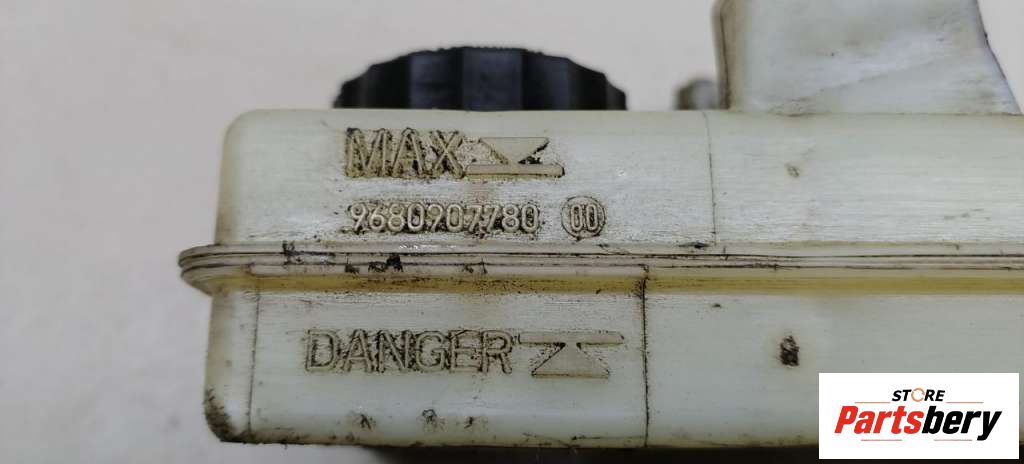 MAX
9680907780 00
DANGER
STORE
Partsbery